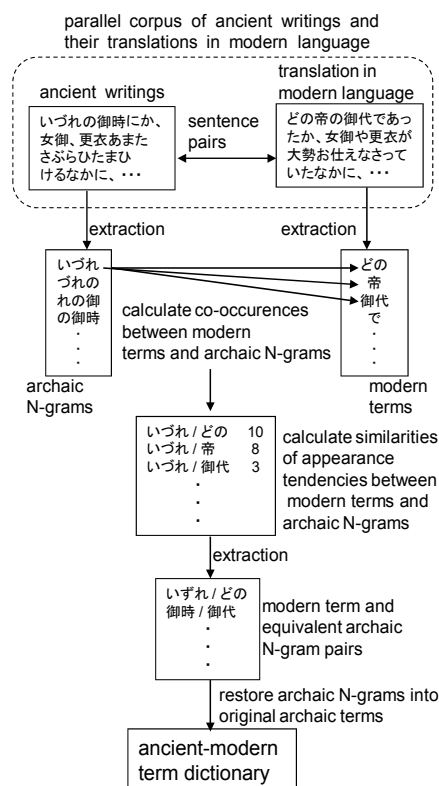 parallel corpus of ancient writings and
their translations in modern language
ancient writings
いづれの御時にか、
女御、更衣あまた
さぶらひたまひ
けるなかに、・・・
sentence
pairs
translation in
modern language
どの帝の御代であっ
たか、女御や更衣が
大勢お仕えなさって
いたなかに、・・・
extraction
extraction
いづれ
づれの
れの御
の御時
・
・
・
archaic
N-grams
calculate co-occurences
between modern
terms and archaic N-grams
どの
帝
御代
で
・
・
・
modern
terms
いづれ / どの 10
いづれ / 帝 8
いづれ / 御代 3
・
・
・
calculate similarities
of appearance
tendencies between
modern terms and
archaic N-grams
extraction
いずれ / どの
御時 / 御代
・
・
・
modern term and
equivalent archaic
N-gram pairs
restore archaic N-grams into
original archaic terms
ancient-modern
term dictionary